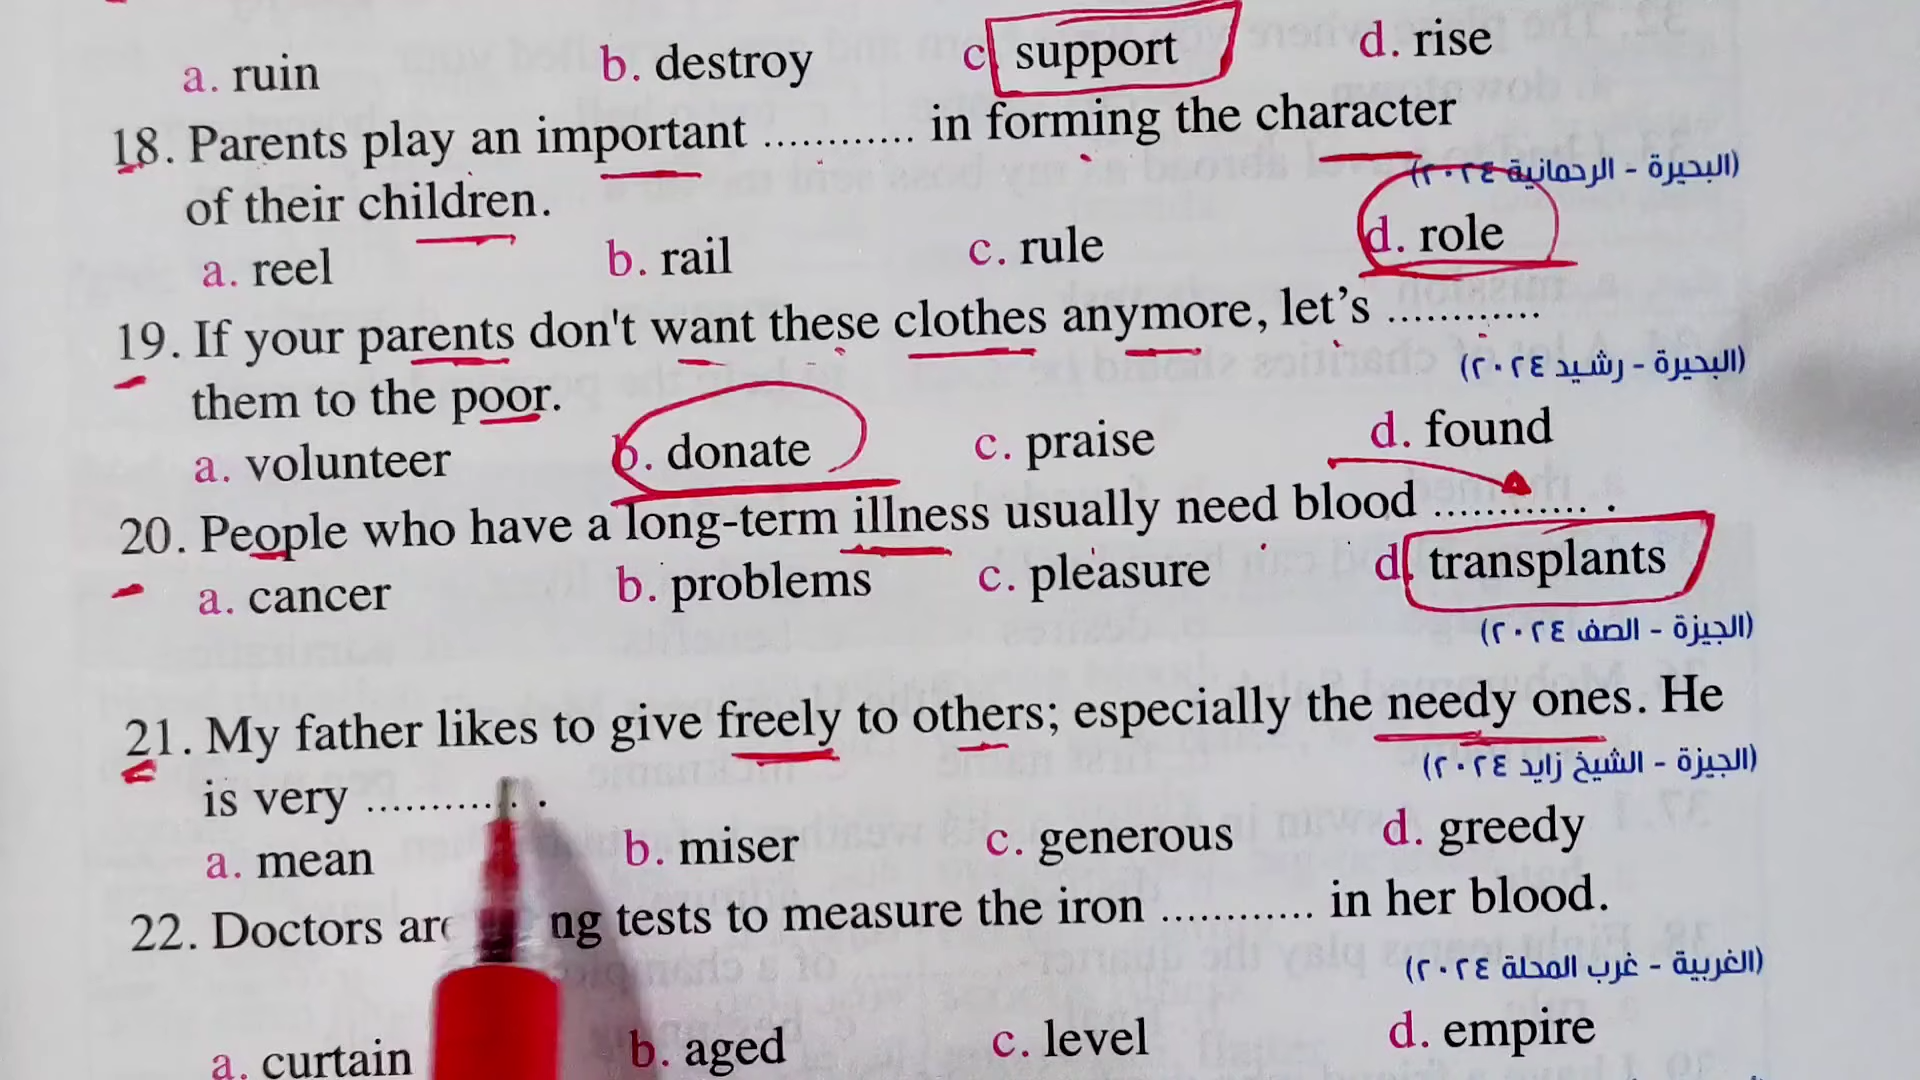 a. ruin b. destroy c support d. rise
18. Parents play an important ............ in forming the character
(البحيرة - الرحمانية ٢٠٢٤)
of their children.
a. reel b. rail c. rule d. role
19. If your parents don't want these clothes anymore, let's ............
(البحيرة - رشيد ٢٠٢٤)
them to the poor.
a. volunteer b. donate c. praise d. found
20. People who have a long-term illness usually need blood ............ .
a. cancer b. problems c. pleasure d. transplants
(الجيزة - الصف ٢٠٢٤)
21. My father likes to give freely to others; especially the needy ones. He
(الجيزة - الشيخ زايد ٢٠٢٤)
is very ............ .
a. mean b. miser c. generous d. greedy
22. Doctors are ng tests to measure the iron ............ in her blood.
(الغربية - غرب المحلة ٢٠٢٤)
a. curtain b. aged c. level d. empire